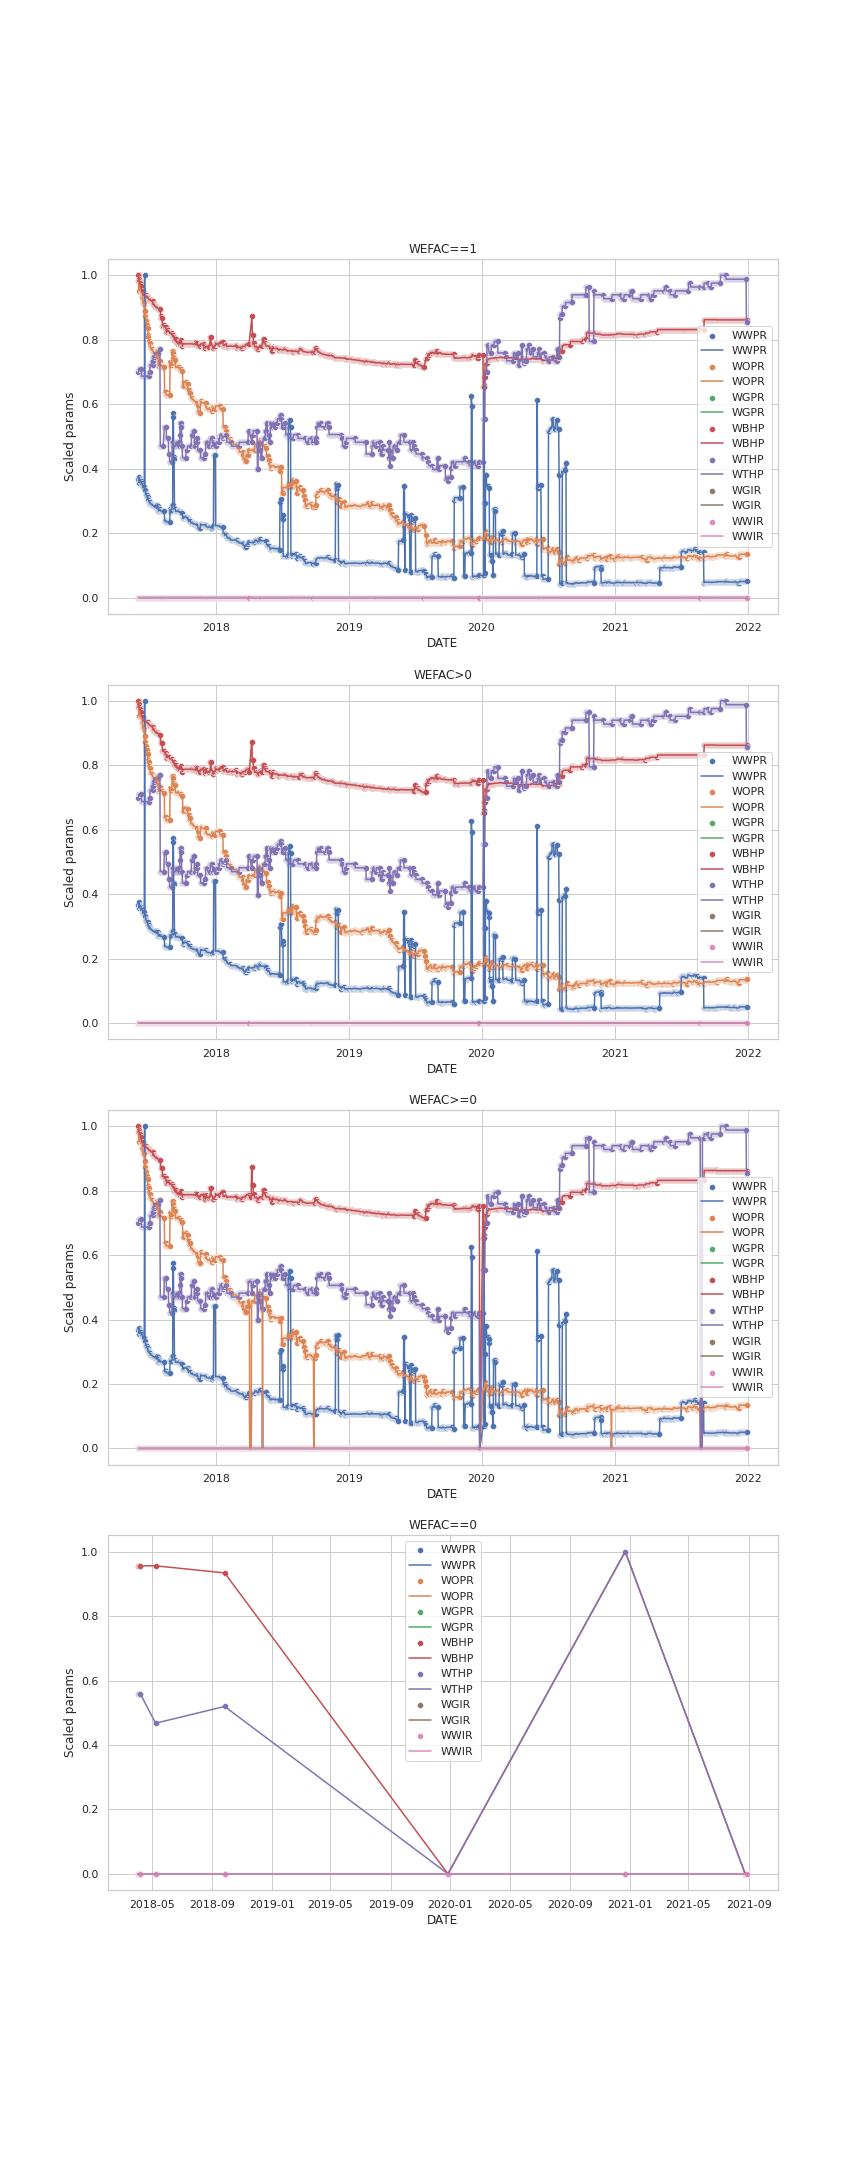 WEFAC==1
1.0
0.8
0.6
0.4
0.2
0.0
Scaled params
WWPR
WWPR
WOPR
WOPR
WGPR
WGPR
WBHP
WBHP
WTHP
WTHP
WGIR
WGIR
WWIR
WWIR
2018 2019 2020 2021 2022
DATE
WEFAC>0
1.0
0.8
0.6
0.4
0.2
0.0
Scaled params
WWPR
WWPR
WOPR
WOPR
WGPR
WGPR
WBHP
WBHP
WTHP
WTHP
WGIR
WGIR
WWIR
WWIR
2018 2019 2020 2021 2022
DATE
WEFAC>=0
1.0
0.8
0.6
0.4
0.2
0.0
Scaled params
WWPR
WWPR
WOPR
WOPR
WGPR
WGPR
WBHP
WBHP
WTHP
WTHP
WGIR
WGIR
WWIR
WWIR
2018 2019 2020 2021 2022
DATE
WEFAC==0
1.0
0.8
0.6
0.4
0.2
0.0
Scaled params
WWPR
WWPR
WOPR
WOPR
WGPR
WGPR
WBHP
WBHP
WTHP
WTHP
WGIR
WGIR
WWIR
WWIR
2018-05 2018-09 2019-01 2019-05 2019-09 2020-01 2020-05 2020-09 2021-01 2021-05 2021-09
DATE